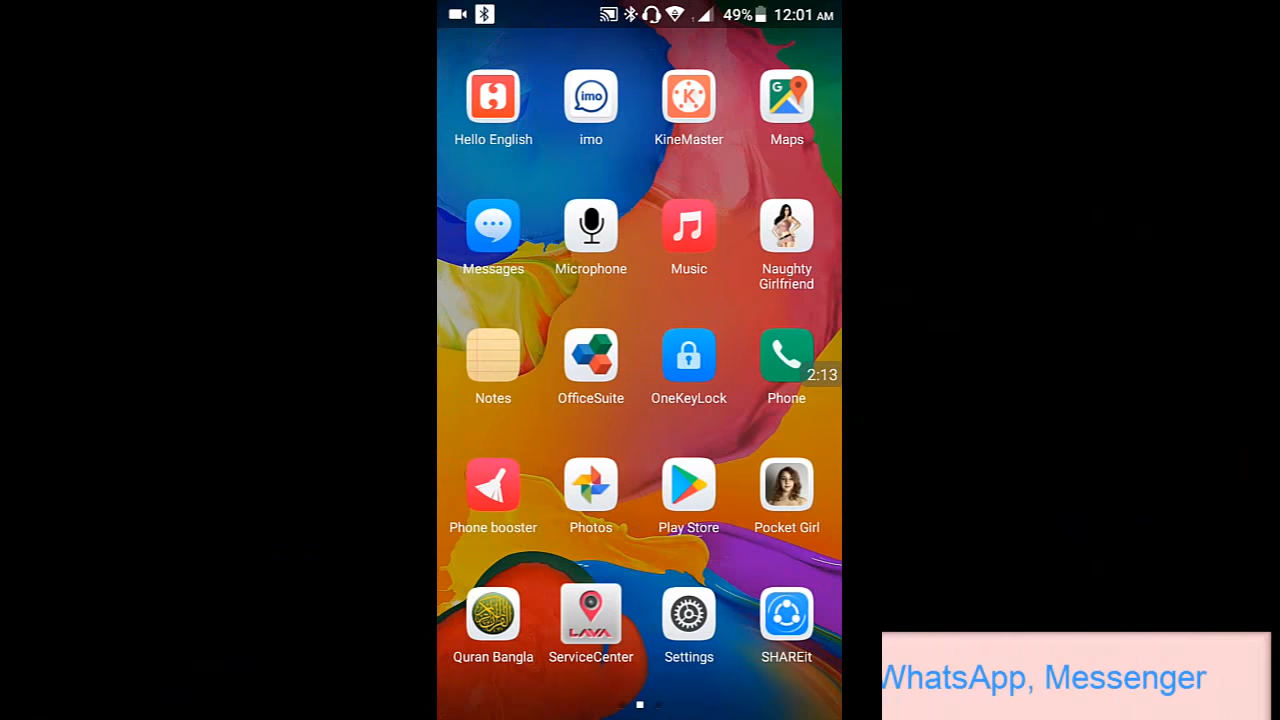 49% 12:01 AM
Hello English imo KineMaster Maps
imo
K
G
Messages Microphone Music Naughty Girlfriend
Notes OfficeSuite OneKeyLock Phone
2:13
Phone booster Photos Play Store Pocket Girl
LAVA
Quran Bangla ServiceCenter Settings SHAREit
WhatsApp, Messenger